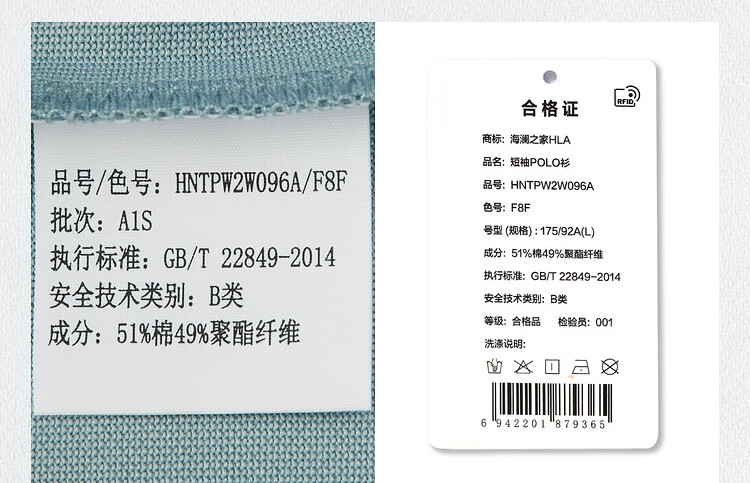 品号/色号: HNTPW2W096A/F8F
批次: A1S
执行标准: GB/T 22849-2014
安全技术类别: B类
成分: 51%棉49%聚酯纤维
RFID
合格证
商标: 海澜之家HLA
品名: 短袖POLO衫
品号: HNTPW2W096A
色号: F8F
号型(规格): 175/92A(L)
成分: 51%棉49%聚酯纤维
执行标准: GB/T 22849-2014
安全技术类别: B类
等级: 合格品 检验员: 001
洗涤说明:
6 942201 879365